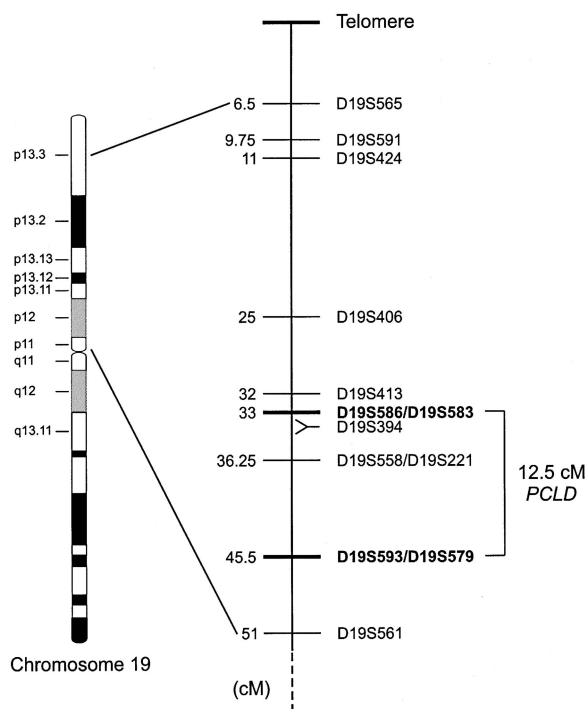 Telomere
6.5 D19S565
9.75 D19S591
11 D19S424
25 D19S406
32 D19S413
33 D19S586/D19S583
D19S394
36.25 D19S558/D19S221
45.5 D19S593/D19S579
51 D19S561
(cM)
12.5 cM
PCLD
p13.3
p13.2
p13.13
p13.12
p13.11
p12
p11
q11
q12
q13.11
Chromosome 19